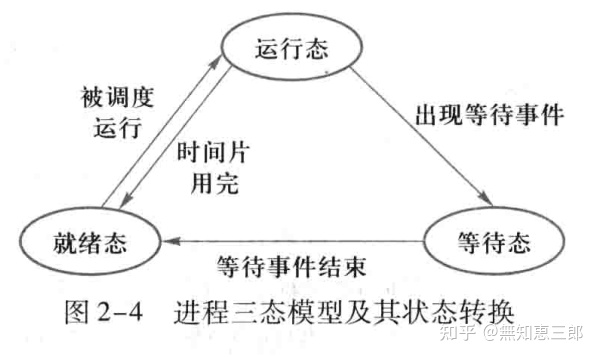 运行态
被调度
运行
时间片
用完
出现等待事件
就绪态
等待态
等待事件结束
图2-4 进程三态模型及其状态转换
知乎 @無知恵三郎